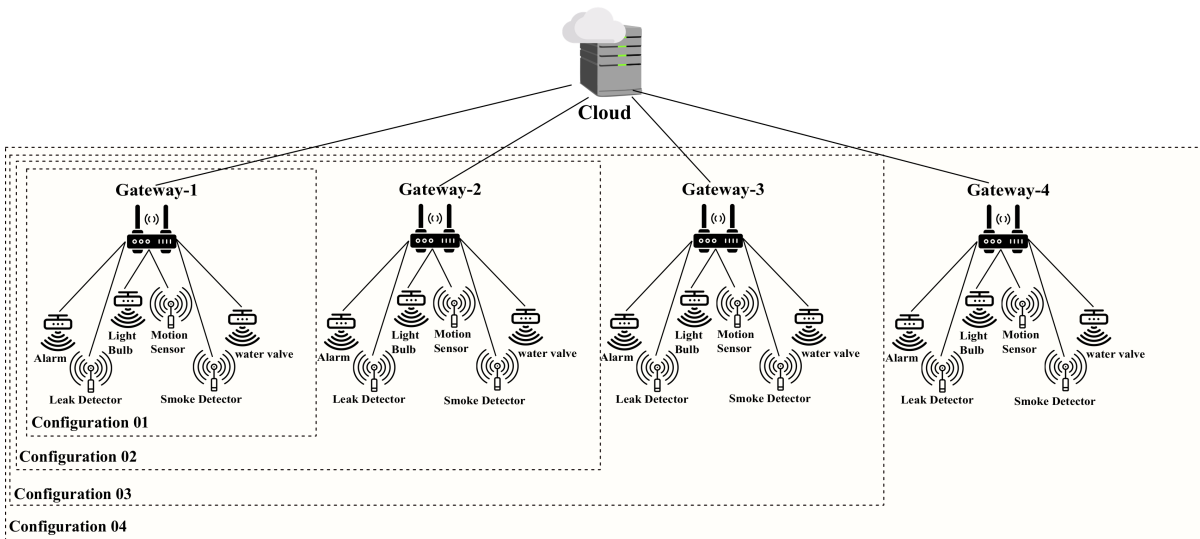 Cloud
Gateway-1
Gateway-2
Gateway-3
Gateway-4
Light
Bulb
Motion
Sensor
Alarm
water valve
Leak Detector
Smoke Detector
Light
Bulb
Motion
Sensor
Alarm
water valve
Leak Detector
Smoke Detector
Light
Bulb
Motion
Sensor
Alarm
water valve
Leak Detector
Smoke Detector
Light
Bulb
Motion
Sensor
Alarm
water valve
Leak Detector
Smoke Detector
Configuration 01
Configuration 02
Configuration 03
Configuration 04